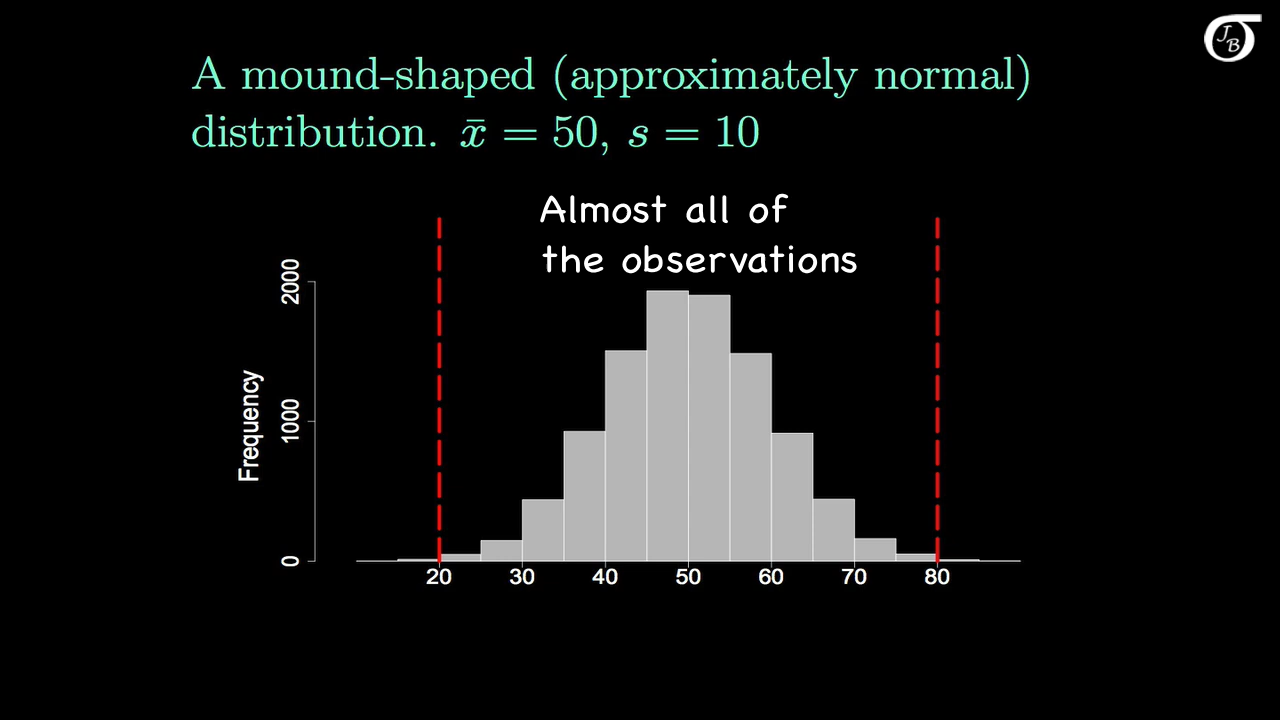 J
B
A mound-shaped (approximately normal)
distribution. x̄ = 50, s = 10
Almost all of
the observations
2000
1000
0
Frequency
20 30 40 50 60 70 80